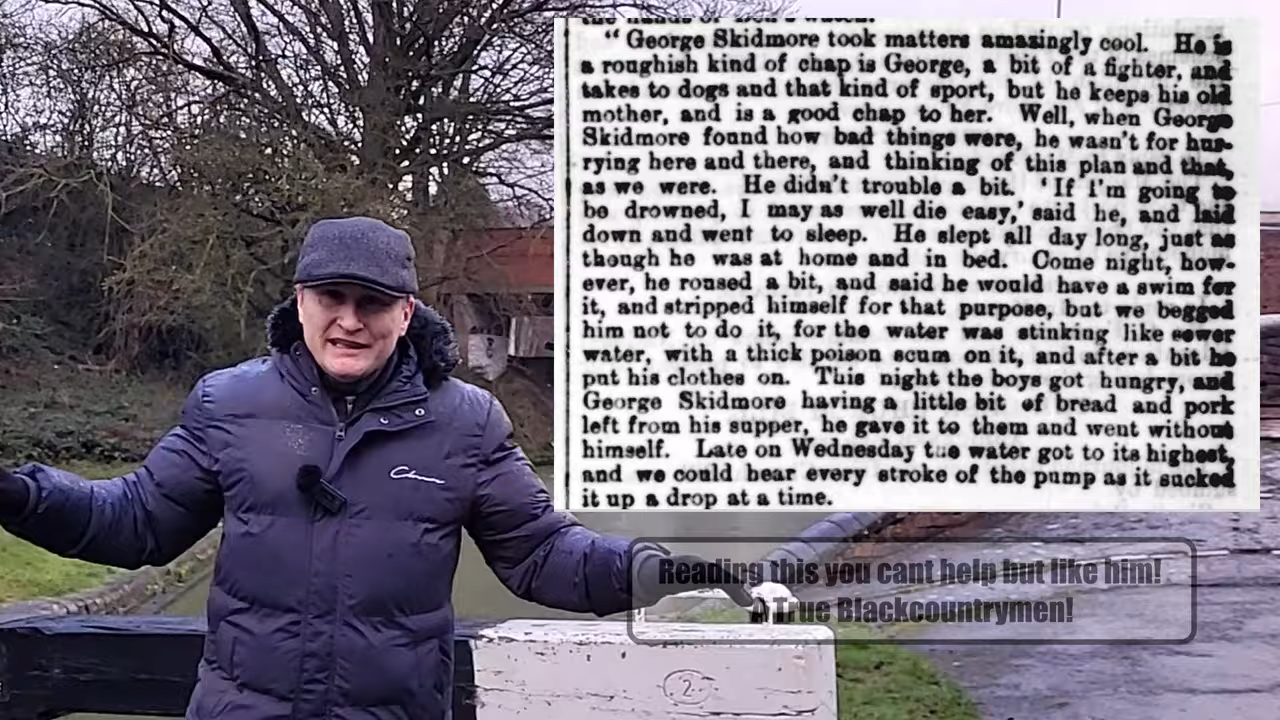 " George Skidmore took matters amazingly cool. He is
a roughish kind of chap is George, a bit of a fighter, and
takes to dogs and that kind of sport, but he keeps his old
mother, and is a good chap to her. Well, when George
Skidmore found how bad things were, he wasn't for hur-
rying here and there, and thinking of this plan and that,
as we were. He didn't trouble a bit. ' If I'm going to
be drowned, I may as well die easy,' said he, and laid
down and went to sleep. He slept all day long, just as
though he was at home and in bed. Come night, how-
ever, he roused a bit, and said he would have a swim for
it, and stripped himself for that purpose, but we begged
him not to do it, for the water was stinking like sewer
water, with a thick poison scum on it, and after a bit he
put his clothes on. This night the boys got hungry, and
George Skidmore having a little bit of bread and pork
left from his supper, he gave it to them and went without
himself. Late on Wednesday the water got to its highest,
and we could hear every stroke of the pump as it sucked
it up a drop at a time.
Reading this you cant help but like him!
A True Blackcountrymen!
2